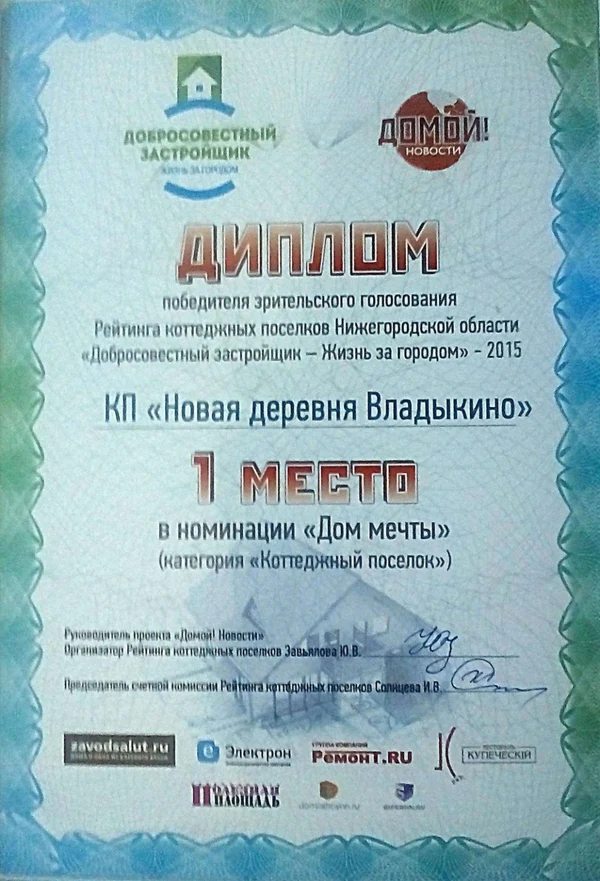 ДОБРОСОВЕСТНЫЙ
ЗАСТРОЙЩИК
ЖИЗНЬ ЗА ГОРОДОМ
ДОМОЙ!
НОВОСТИ
ДИПЛОМ
победителя зрительского голосования
Рейтинга коттеджных поселков Нижегородской области
«Добросовестный застройщик – Жизнь за городом» - 2015
КП «Новая деревня Владыкино»
1 МЕСТО
в номинации «Дом мечты»
(категория «Коттеджный поселок»)
Руководитель проекта «Домой! Новости»
Организатор Рейтинга коттеджных поселков Завьялова Ю.В.
Председатель счетной комиссии Рейтинга коттеджных поселков Солнцева И.В.
zavodsalut.ru
Электрон
ГРУППА КОМПАНИЙ
РемонТ.RU
КУПЕЧЕСКИЙ
ПОЛЕЗНАЯ
ПЛОЩАДЬ